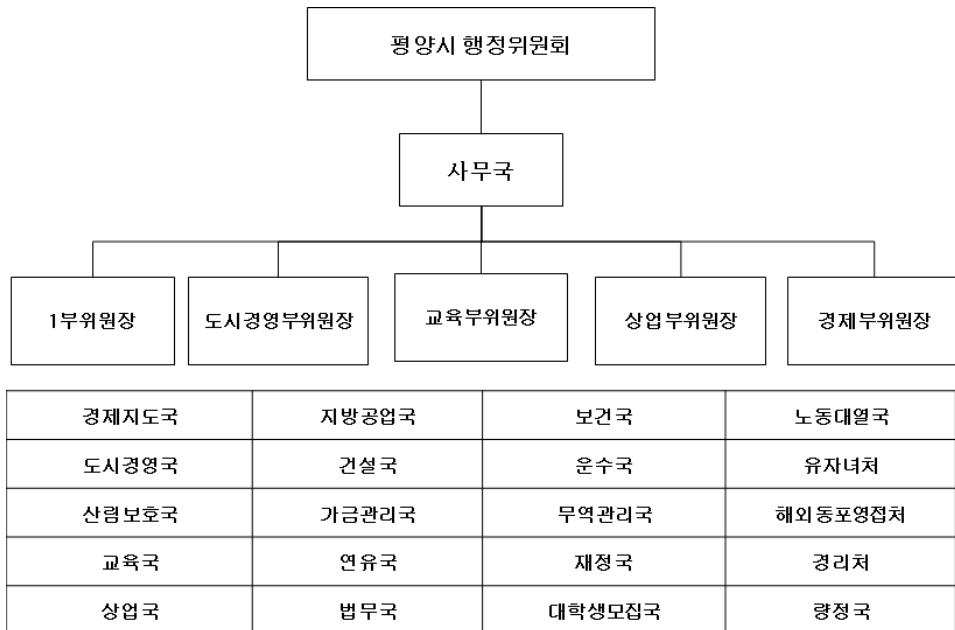 평양시 행정위원회
사무국
1부위원장 도시경영부위원장 교육부위원장 상업부위원장 경제부위원장
경제지도국 지방공업국 보건국 노동대열국
도시경영국 건설국 운수국 유자녀처
산림보호국 가금관리국 무역관리국 해외동포영접처
교육국 연유국 재정국 경리처
상업국 법무국 대학생모집국 량정국